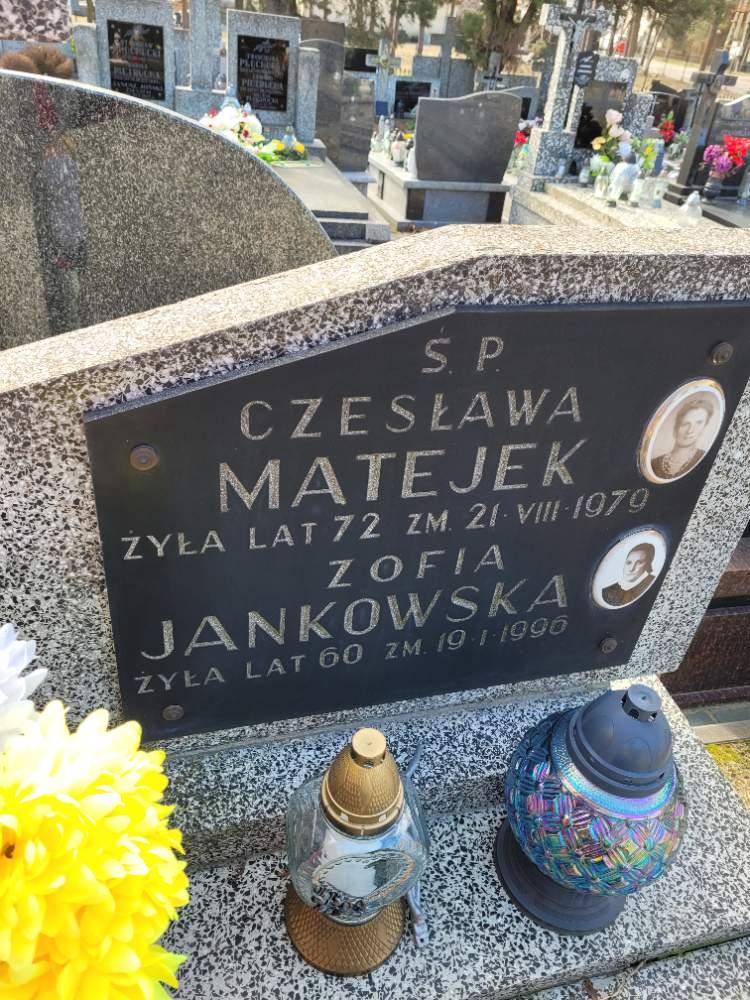 Ś. P.
CZESŁAWA
MATEJEK
ŻYŁA LAT 72 ZM. 21·VIII·1979
ZOFIA
JANKOWSKA
ŻYŁA LAT 60 ZM. 19·I·1996